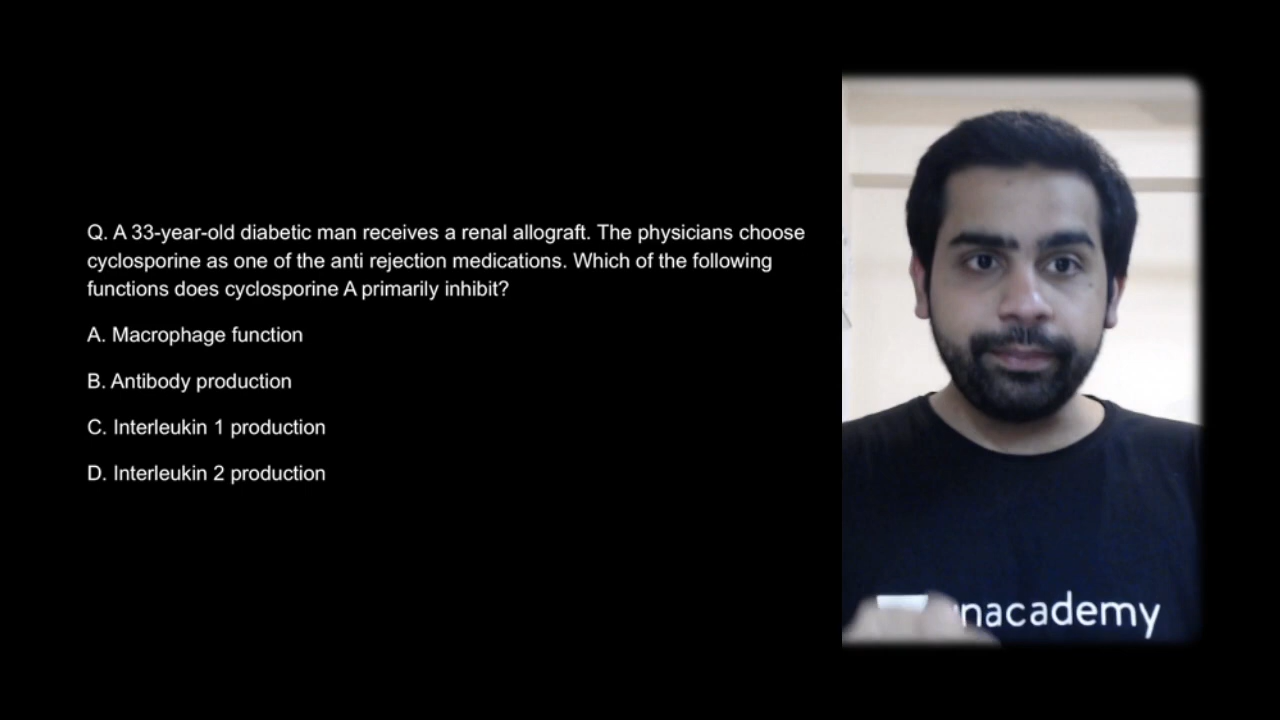 Q. A 33-year-old diabetic man receives a renal allograft. The physicians choose
cyclosporine as one of the anti rejection medications. Which of the following
functions does cyclosporine A primarily inhibit?
A. Macrophage function
B. Antibody production
C. Interleukin 1 production
D. Interleukin 2 production
nacademy